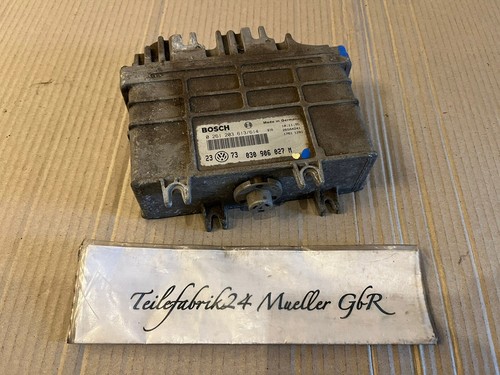 BOSCH
Made in Germany
0 261 203 613/614
23 73 030 906 027 M
Teilefabrik24 Mueller GbR